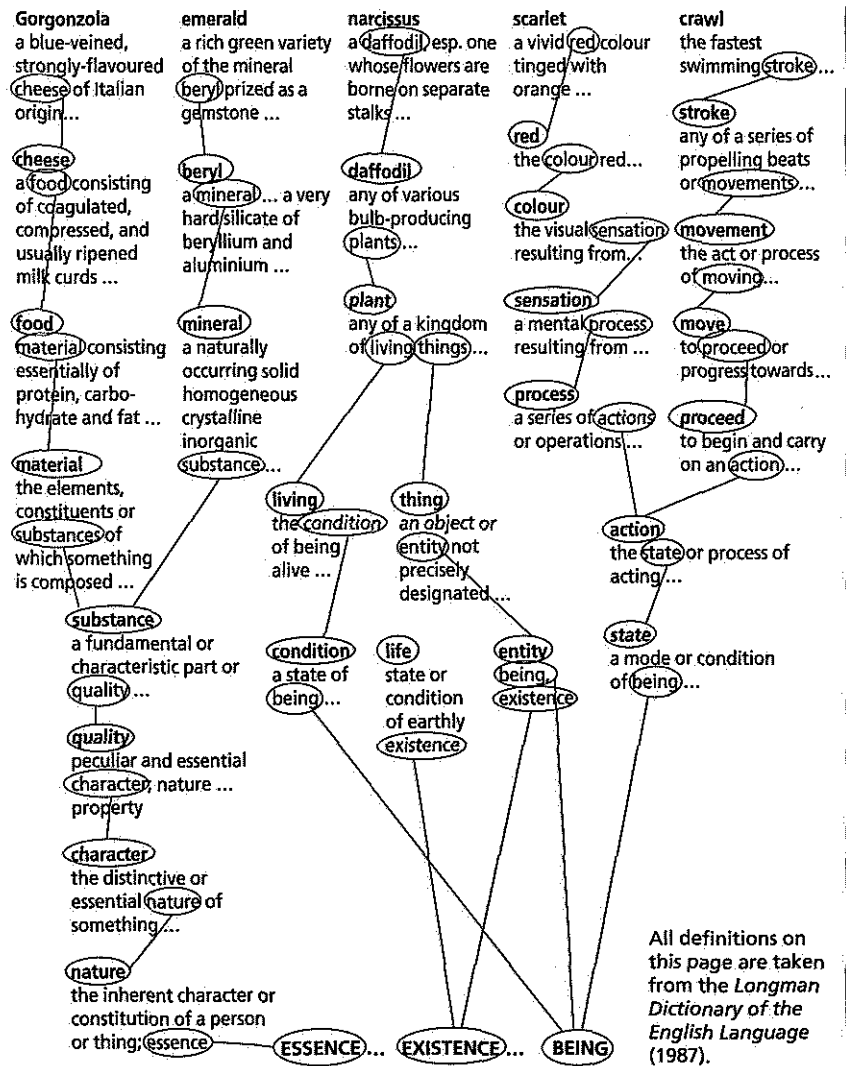 Gorgonzola
a blue-veined,
strongly-flavoured
cheese of Italian
origin...
cheese
a food consisting
of coagulated,
compressed, and
usually ripened
milk curds ...
food
material consisting
essentially of
protein, carbo-
hydrate and fat ...
material
the elements,
constituents or
substances of
which something
is composed ...
emerald
a rich green variety
of the mineral
beryl prized as a
gemstone ...
beryl
a mineral ... a very
hard silicate of
beryllium and
aluminium ...
mineral
a naturally
occurring solid
homogeneous
crystalline
inorganic
substance ...
substance
a fundamental or
characteristic part or
quality ...
quality
peculiar and essential
character, nature ...
property
character
the distinctive or
essential nature of
something ...
nature
the inherent character or
constitution of a person
or thing; essence
narcissus
a daffodil, esp. one
whose flowers are
borne on separate
stalks ...
daffodil
any of various
bulb-producing
plants ...
plant
any of a kingdom
of living things ...
living
the condition
of being
alive ...
condition
a state of
being ...
thing
an object or
entity not
precisely
designated ...
life
state or
condition
of earthly
existence
entity
being,
existence
scarlet
a vivid red colour
tinged with
orange ...
red
the colour red...
colour
the visual sensation
resulting from...
sensation
a mental process
resulting from ...
process
a series of actions
or operations ...
crawl
the fastest
swimming stroke ...
stroke
any of a series of
propelling beats
or movements ...
movement
the act or process
of moving...
move
to proceed or
progress towards...
proceed
to begin and carry
on an action ...
action
the state or process of
acting ...
state
a mode or condition
of being ...
ESSENCE ... EXISTENCE ... BEING
All definitions on
this page are taken
from the Longman
Dictionary of the
English Language
(1987).